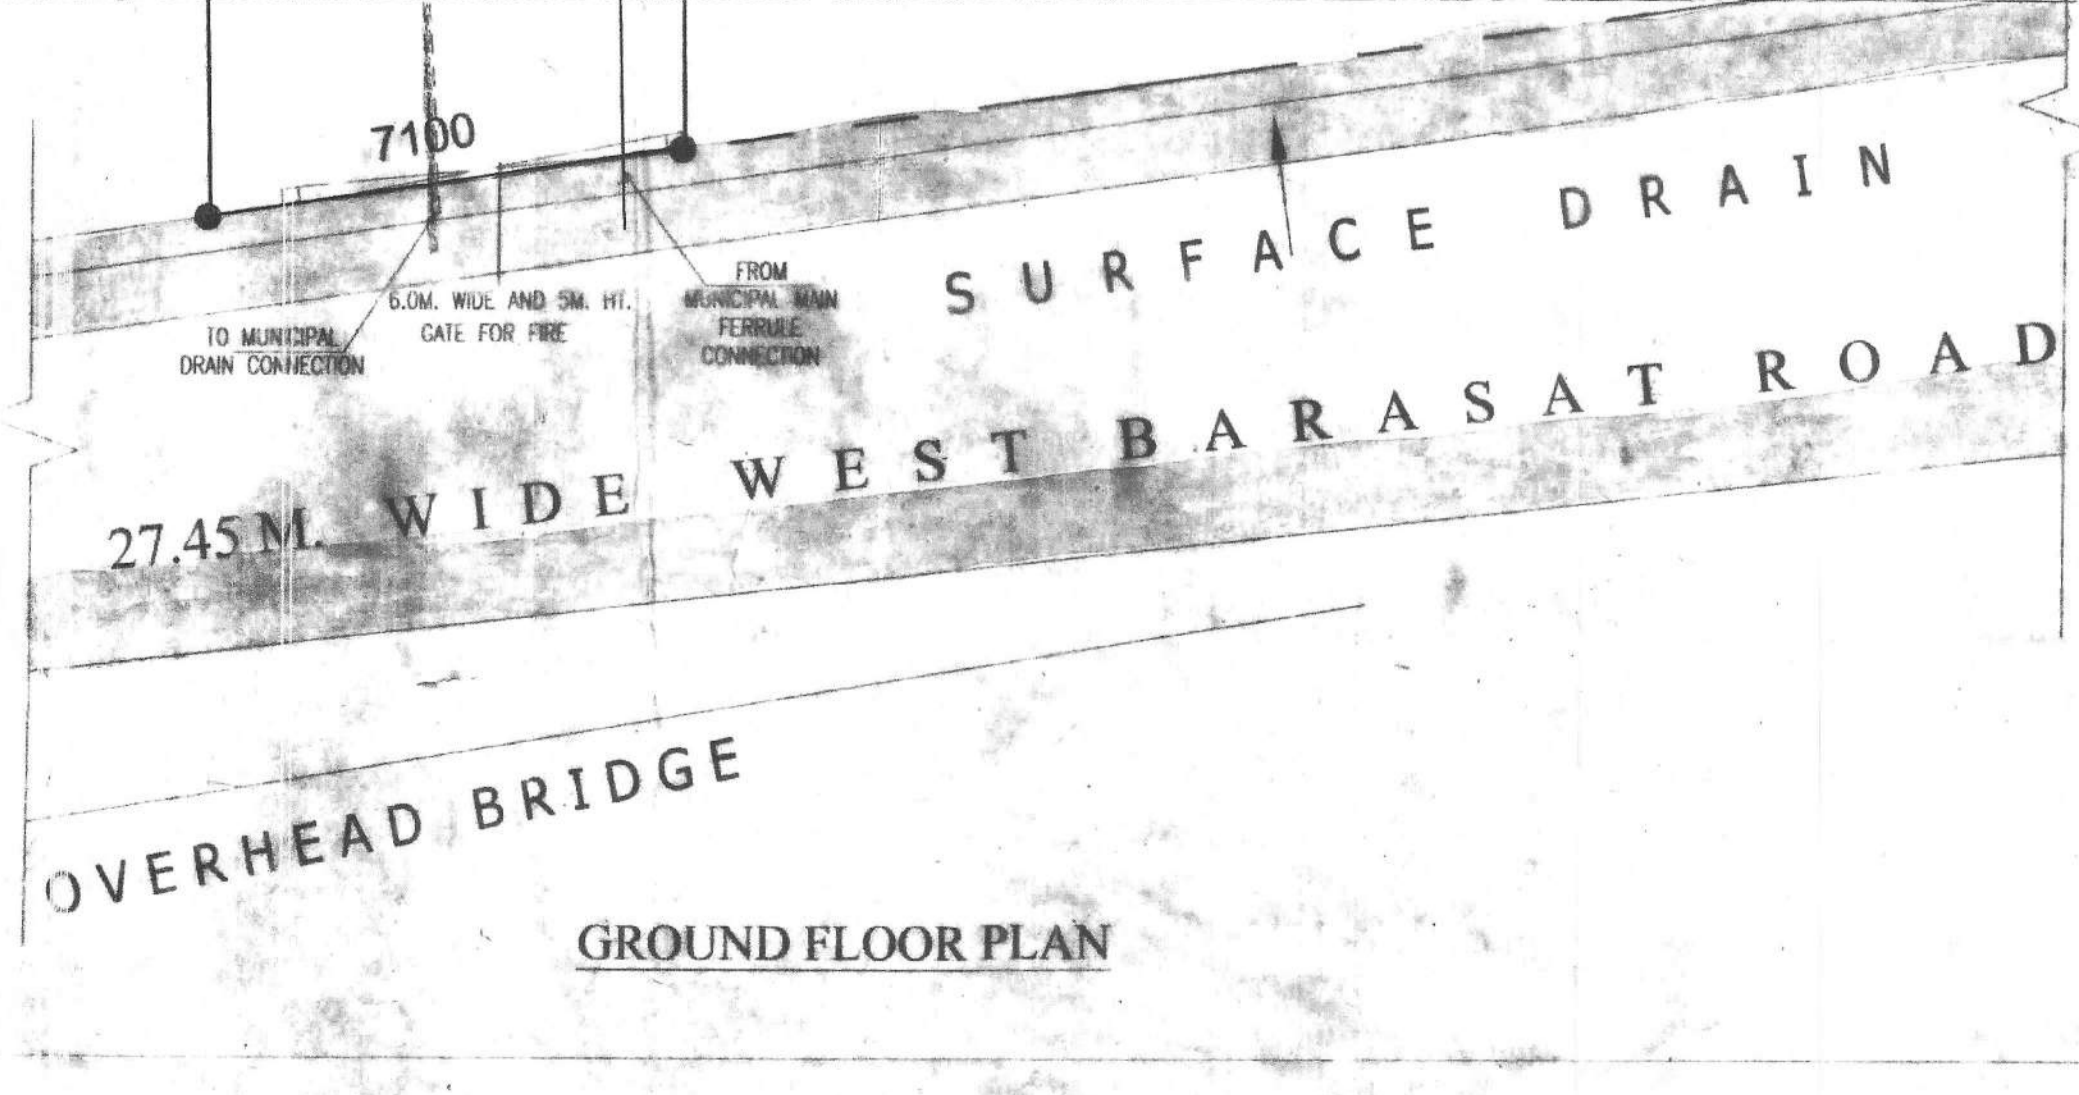 7100
FROM
MUNICIPAL MAIN
FERRULE
CONNECTION
6.0M. WIDE AND 5M. HT.
GATE FOR FIRE
TO MUNICIPAL
DRAIN CONNECTION
SURFACE DRAIN
27.45 M. WIDE WEST BARASAT ROAD
OVERHEAD BRIDGE
GROUND FLOOR PLAN